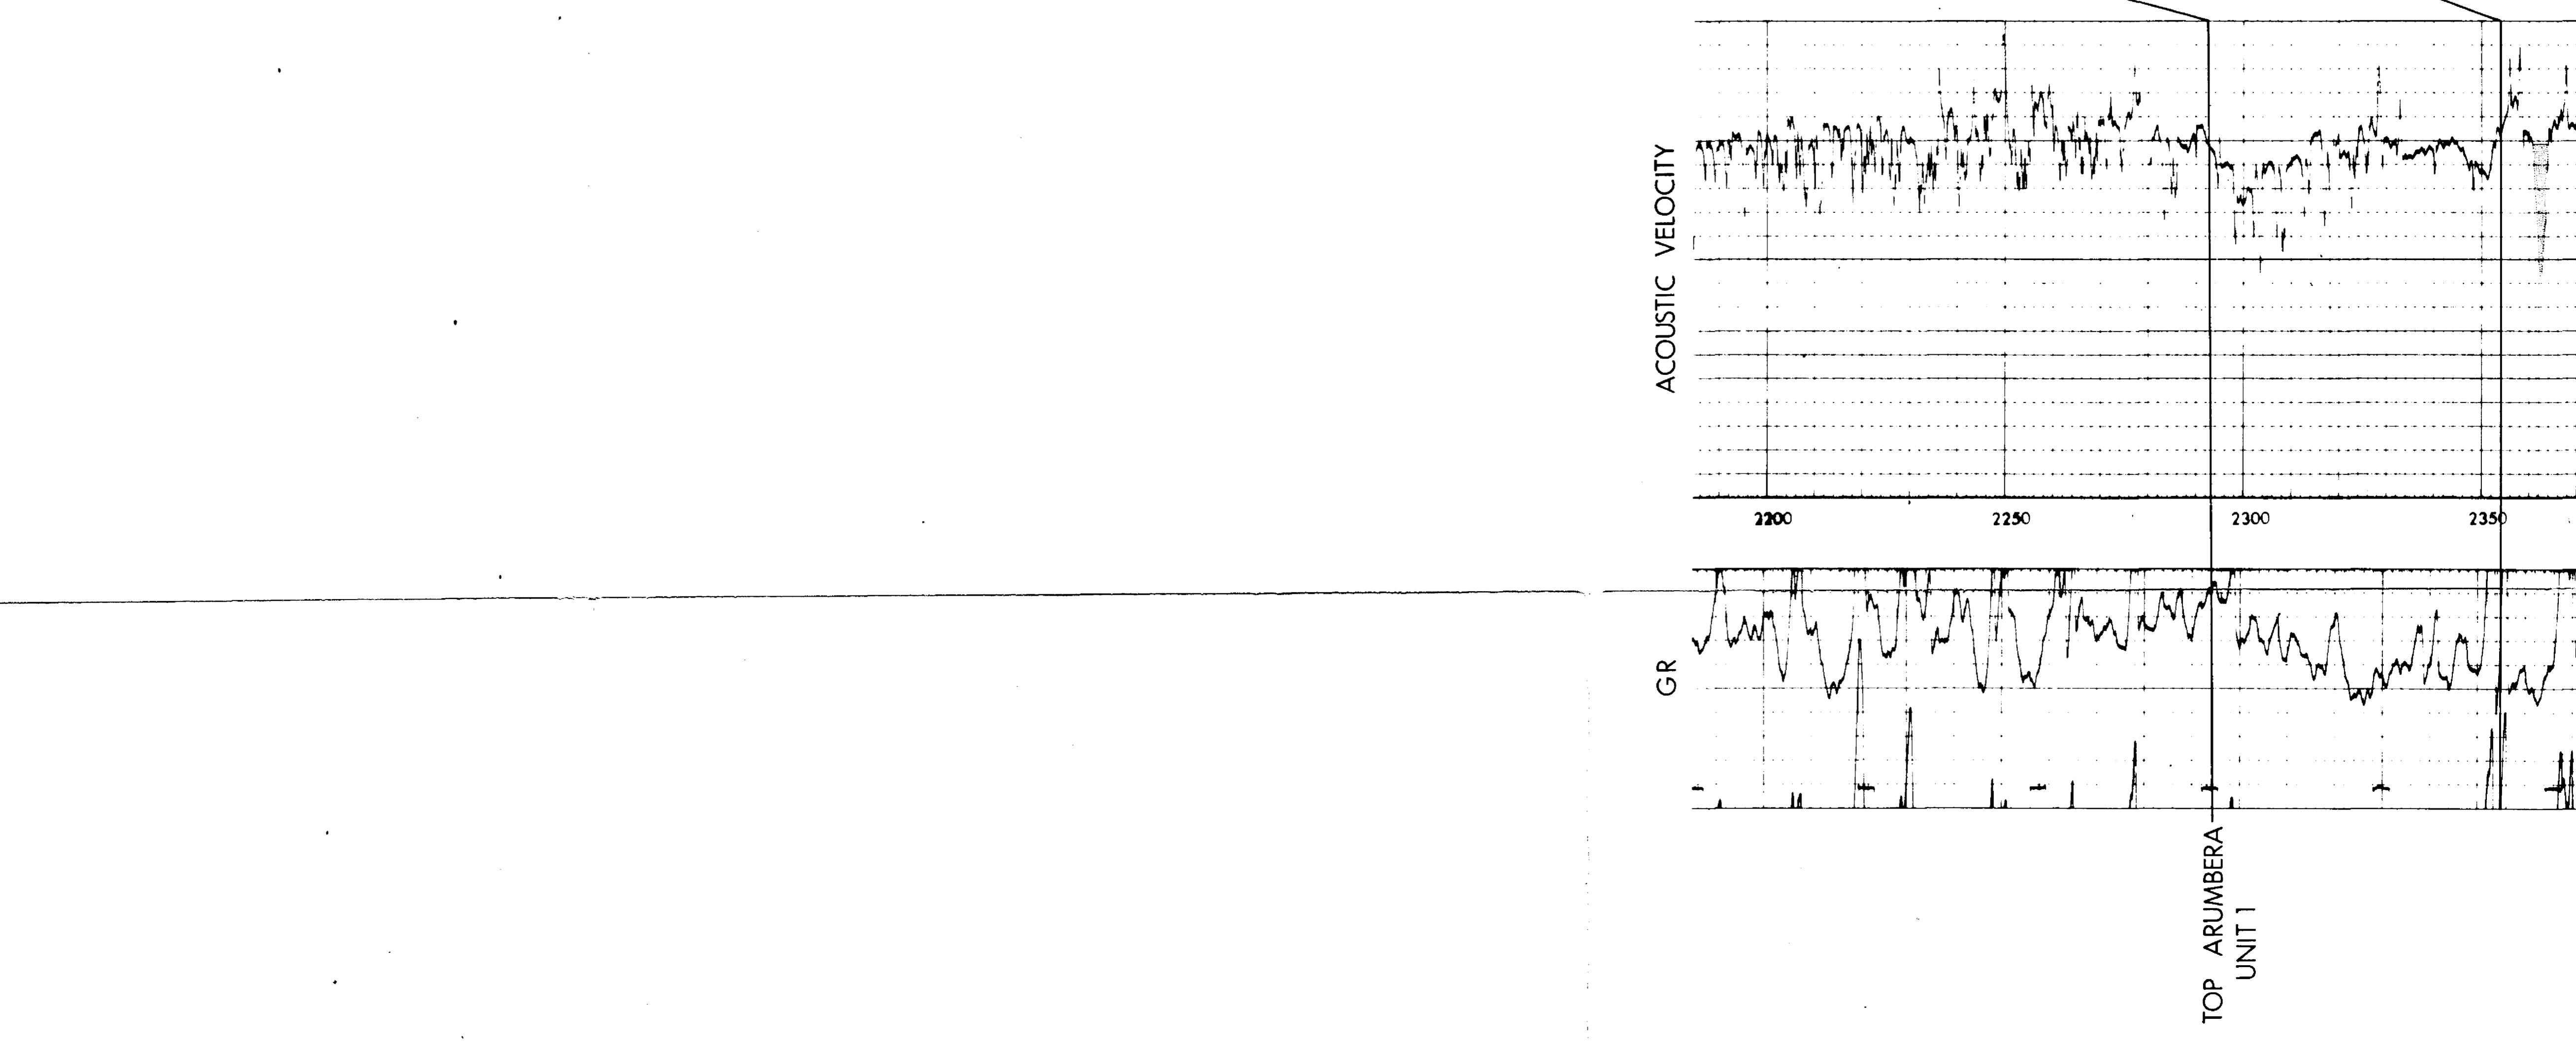 ACOUSTIC VELOCITY
2200 2250 2300 2350
GR
TOP ARUMBERA
UNIT 1